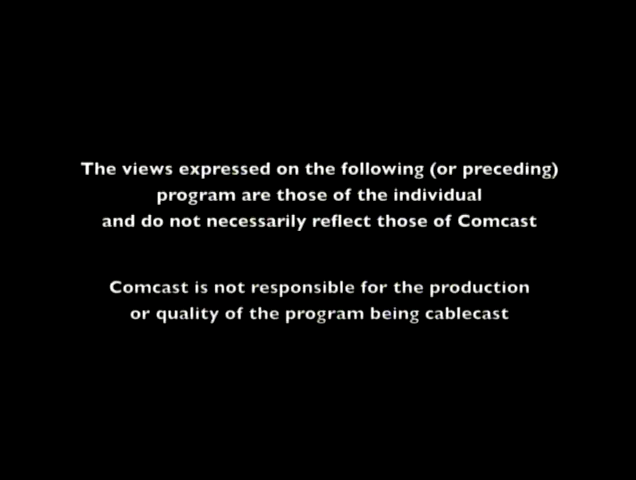 The views expressed on the following (or preceding)
program are those of the individual
and do not necessarily reflect those of Comcast
Comcast is not responsible for the production
or quality of the program being cablecast